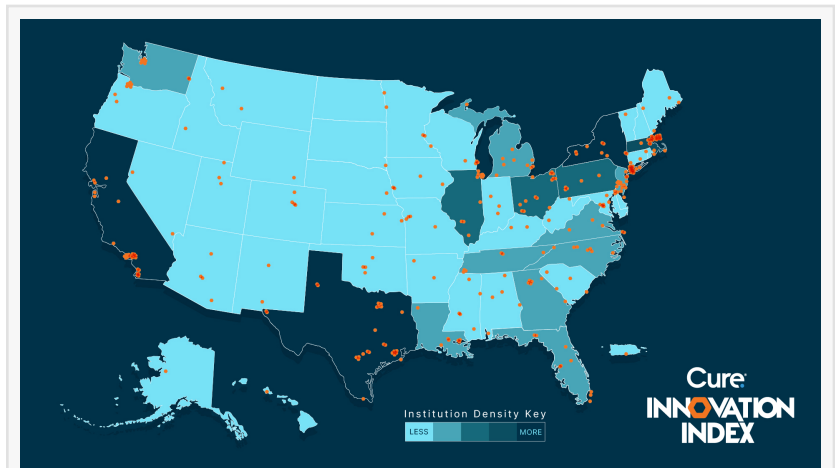 Institution Density Key
LESS
MORE
Cure
INNOVATION
INDEX